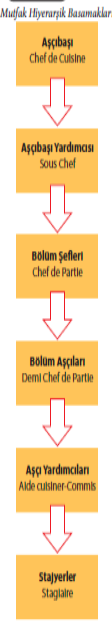 Mutfak Hiyerarşik Basamakları
Aşçıbaşı
Chef de Cuisine
Aşçıbaşı Yardımcısı
Sous Chef
Bölüm Şefleri
Chef de Partie
Bölüm Aşçıları
Demi Chef de Partie
Aşçı Yardımcıları
Aide cuisiner-Commis
Stajyerler
Stagiaire